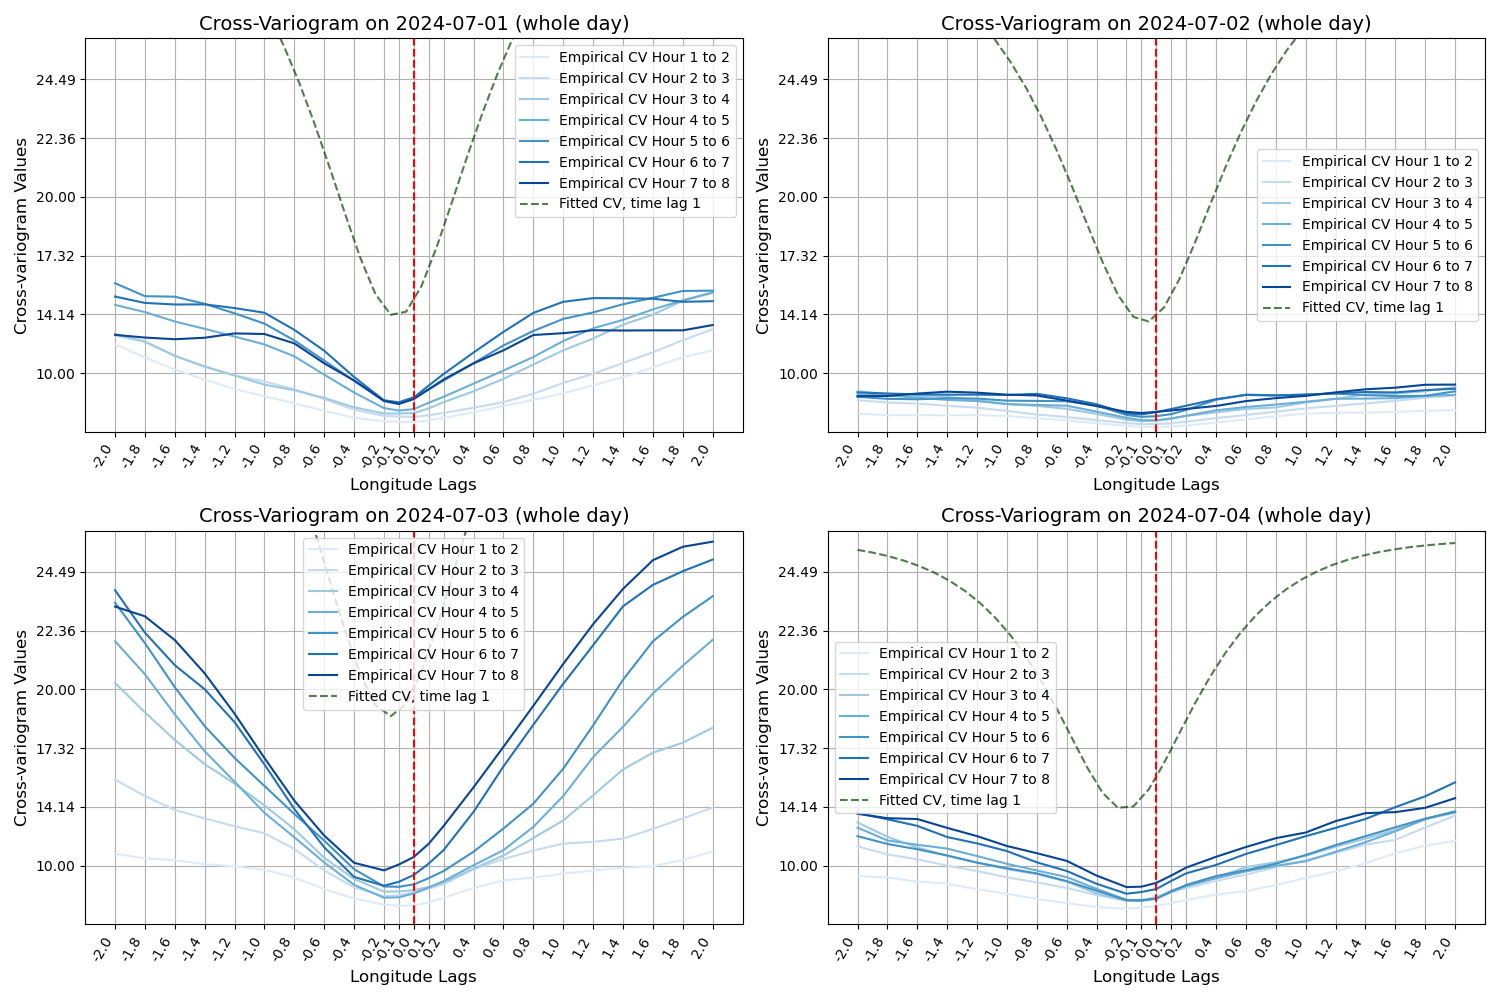 Cross-Variogram on 2024-07-01 (whole day)
Cross-variogram Values
24.49
22.36
20.00
17.32
14.14
10.00
Empirical CV Hour 1 to 2
Empirical CV Hour 2 to 3
Empirical CV Hour 3 to 4
Empirical CV Hour 4 to 5
Empirical CV Hour 5 to 6
Empirical CV Hour 6 to 7
Empirical CV Hour 7 to 8
Fitted CV, time lag 1
-2.0 -1.8 -1.6 -1.4 -1.2 -1.0 -0.8 -0.6 -0.4 -0.2 -0.1 0.0 0.1 0.2 0.4 0.6 0.8 1.0 1.2 1.4 1.6 1.8 2.0
Longitude Lags
Cross-Variogram on 2024-07-02 (whole day)
Cross-variogram Values
24.49
22.36
20.00
17.32
14.14
10.00
Empirical CV Hour 1 to 2
Empirical CV Hour 2 to 3
Empirical CV Hour 3 to 4
Empirical CV Hour 4 to 5
Empirical CV Hour 5 to 6
Empirical CV Hour 6 to 7
Empirical CV Hour 7 to 8
Fitted CV, time lag 1
-2.0 -1.8 -1.6 -1.4 -1.2 -1.0 -0.8 -0.6 -0.4 -0.2 -0.1 0.0 0.1 0.2 0.4 0.6 0.8 1.0 1.2 1.4 1.6 1.8 2.0
Longitude Lags
Cross-Variogram on 2024-07-03 (whole day)
Cross-variogram Values
24.49
22.36
20.00
17.32
14.14
10.00
Empirical CV Hour 1 to 2
Empirical CV Hour 2 to 3
Empirical CV Hour 3 to 4
Empirical CV Hour 4 to 5
Empirical CV Hour 5 to 6
Empirical CV Hour 6 to 7
Empirical CV Hour 7 to 8
Fitted CV, time lag 1
-2.0 -1.8 -1.6 -1.4 -1.2 -1.0 -0.8 -0.6 -0.4 -0.2 -0.1 0.0 0.1 0.2 0.4 0.6 0.8 1.0 1.2 1.4 1.6 1.8 2.0
Longitude Lags
Cross-Variogram on 2024-07-04 (whole day)
Cross-variogram Values
24.49
22.36
20.00
17.32
14.14
10.00
Empirical CV Hour 1 to 2
Empirical CV Hour 2 to 3
Empirical CV Hour 3 to 4
Empirical CV Hour 4 to 5
Empirical CV Hour 5 to 6
Empirical CV Hour 6 to 7
Empirical CV Hour 7 to 8
Fitted CV, time lag 1
-2.0 -1.8 -1.6 -1.4 -1.2 -1.0 -0.8 -0.6 -0.4 -0.2 -0.1 0.0 0.1 0.2 0.4 0.6 0.8 1.0 1.2 1.4 1.6 1.8 2.0
Longitude Lags